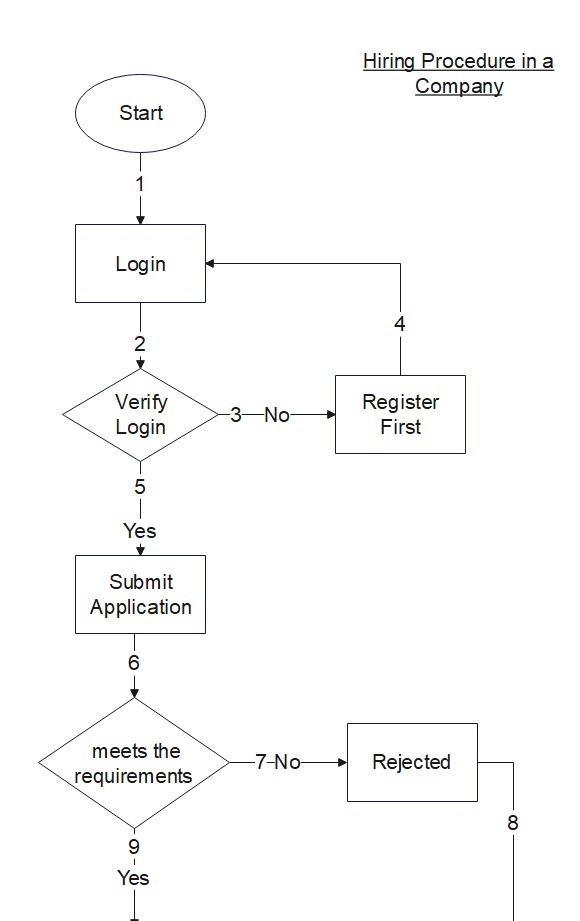 Hiring Procedure in a
Company
Start
1
Login
2
4
Verify
Login
3
No
Register
First
5
Yes
Submit
Application
6
meets the
requirements
7
No
Rejected
8
9
Yes